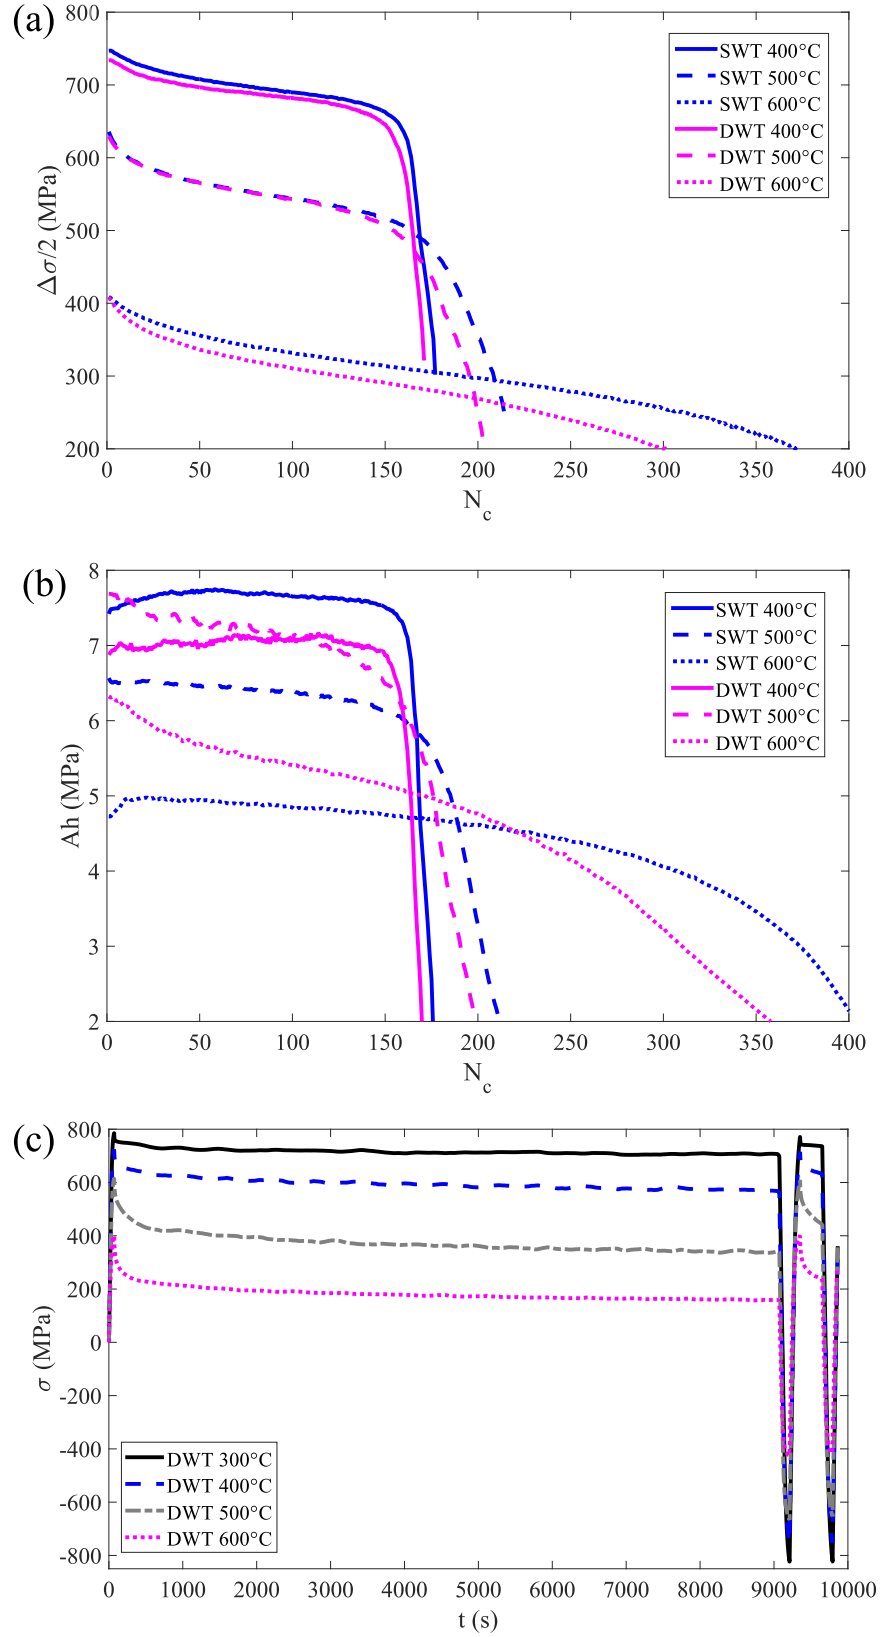 (a)
800
700
600
500
400
300
200
Δσ/2 (MPa)
SWT 400°C
SWT 500°C
SWT 600°C
DWT 400°C
DWT 500°C
DWT 600°C
0 50 100 150 200 250 300 350 400
N_c
(b)
8
7
6
5
4
3
2
Ah (MPa)
SWT 400°C
SWT 500°C
SWT 600°C
DWT 400°C
DWT 500°C
DWT 600°C
0 50 100 150 200 250 300 350 400
N_c
(c)
800
600
400
200
0
-200
-400
-600
-800
σ (MPa)
DWT 300°C
DWT 400°C
DWT 500°C
DWT 600°C
0 1000 2000 3000 4000 5000 6000 7000 8000 9000 10000
t (s)